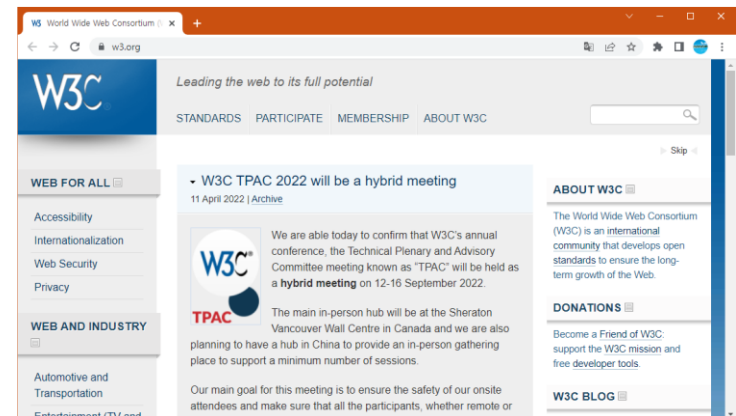 W3 World Wide Web Consortium (
w3.org
W3C
Leading the web to its full potential
STANDARDS PARTICIPATE MEMBERSHIP ABOUT W3C
Skip
WEB FOR ALL
Accessibility
Internationalization
Web Security
Privacy
WEB AND INDUSTRY
Automotive and
Transportation
Entertainment (TV and
W3C TPAC 2022 will be a hybrid meeting
11 April 2022 | Archive
W3C
TPAC
We are able today to confirm that W3C's annual
conference, the Technical Plenary and Advisory
Committee meeting known as “TPAC” will be held as
a hybrid meeting on 12-16 September 2022.
The main in-person hub will be at the Sheraton
Vancouver Wall Centre in Canada and we are also
planning to have a hub in China to provide an in-person gathering
place to support a minimum number of sessions.
Our main goal for this meeting is to ensure the safety of our onsite
attendees and make sure that all the participants, whether remote or
ABOUT W3C
The World Wide Web Consortium
(W3C) is an international
community that develops open
standards to ensure the long-
term growth of the Web.
DONATIONS
Become a Friend of W3C:
support the W3C mission and
free developer tools.
W3C BLOG